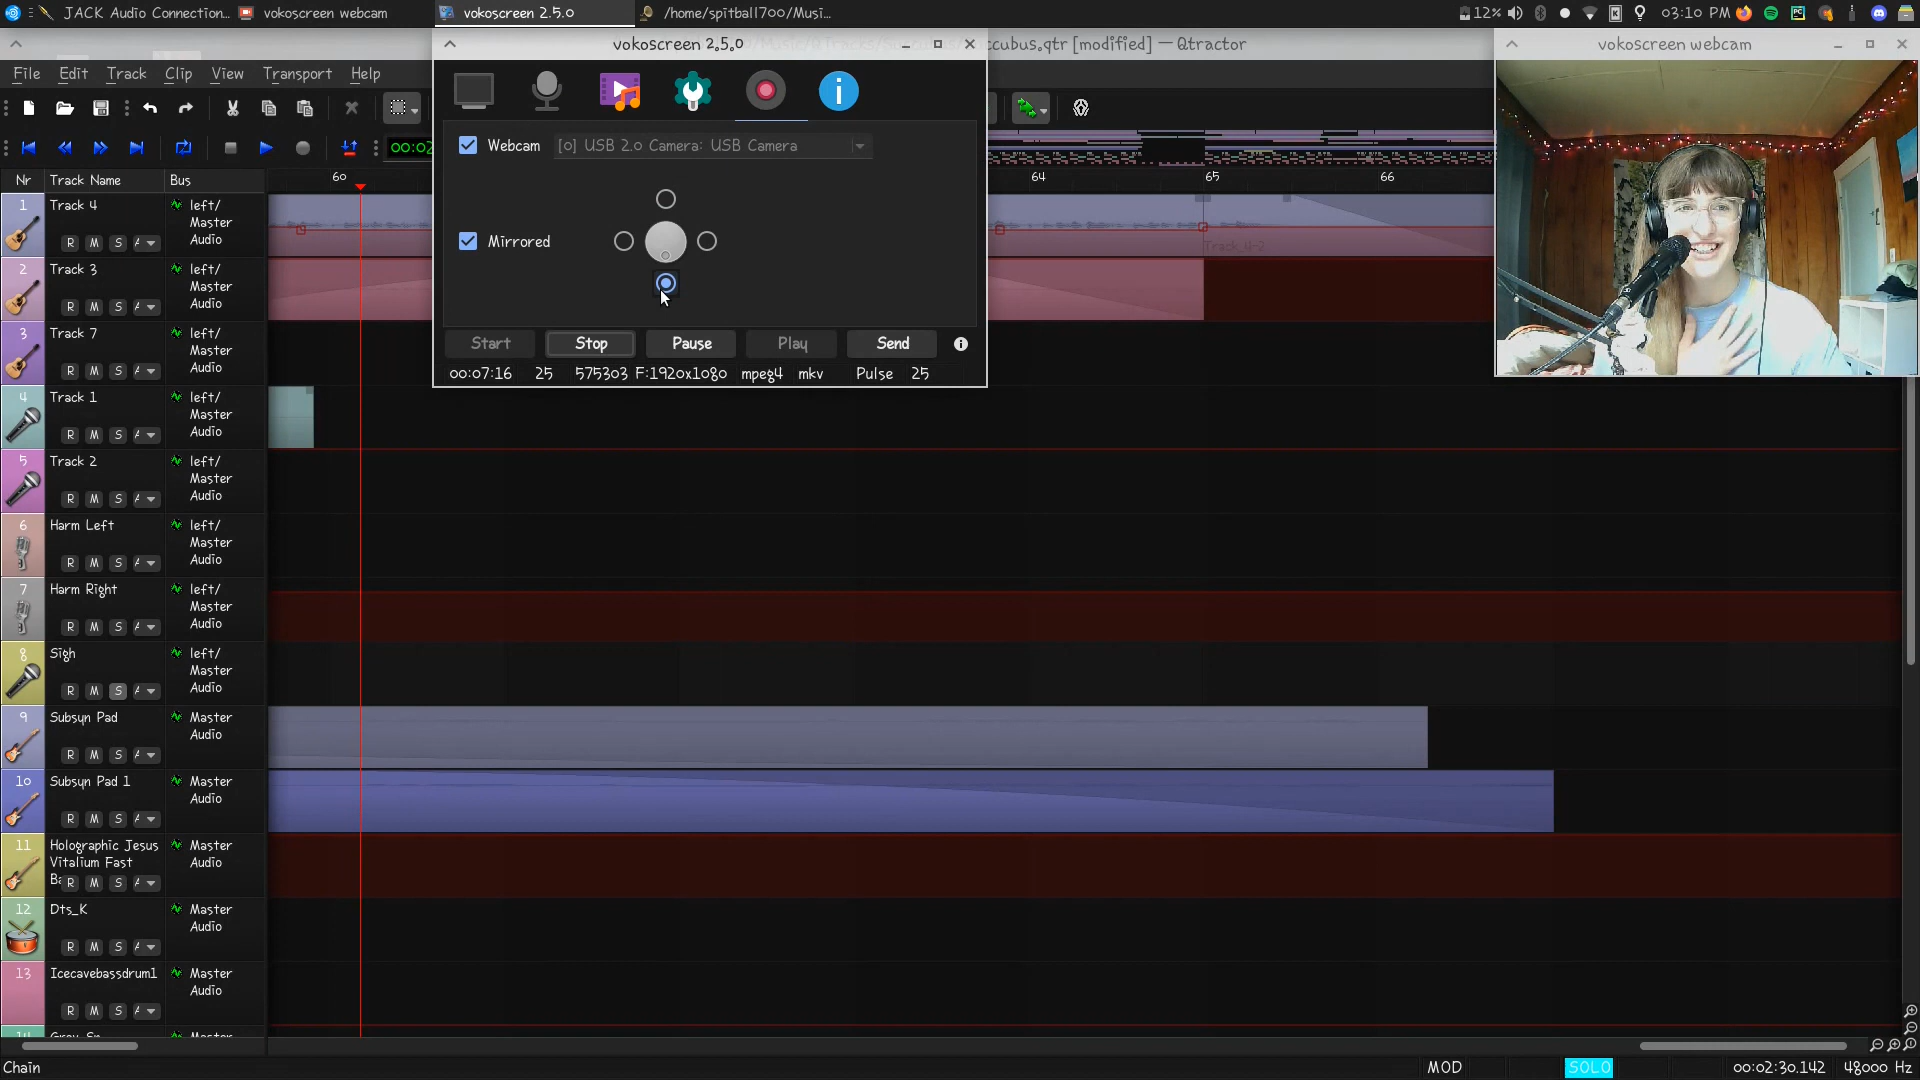 JACK Audio Connection...
vokoscreen webcam
vokoscreen 2.5.0
/home/spitball700/Musi...
12%
03:10 PM
vokoscreen 2.5.0
ccubus.qtr [modified] — Qtractor
vokoscreen webcam
File Edit Track Clip View Transport Help
Webcam
[0] USB 2.0 Camera: USB Camera
Mirrored
Start
Stop
Pause
Play
Send
00:07:16 25 575303 F:1920x1080 mpeg4 mkv Pulse 25
00:02
Nr Track Name Bus
60 64 65 66
1 Track 4 left/
Master
Audio
R M S A
Track_4-2
2 Track 3 left/
Master
Audio
R M S A
3 Track 7 left/
Master
Audio
R M S A
4 Track 1 left/
Master
Audio
R M S A
5 Track 2 left/
Master
Audio
R M S A
6 Harm Left left/
Master
Audio
R M S A
7 Harm Right left/
Master
Audio
R M S A
8 Sigh left/
Master
Audio
R M S A
9 Subsyn Pad Master
Audio
R M S A
10 Subsyn Pad 1 Master
Audio
R M S A
11 Holographic Jesus Master
Vitalium Fast Audio
Ba R M S A
12 Dts_K Master
Audio
R M S A
13 Icecavebassdrum1 Master
Audio
R M S A
Chain
MOD
SOLO
00:02:30.142
48000 Hz